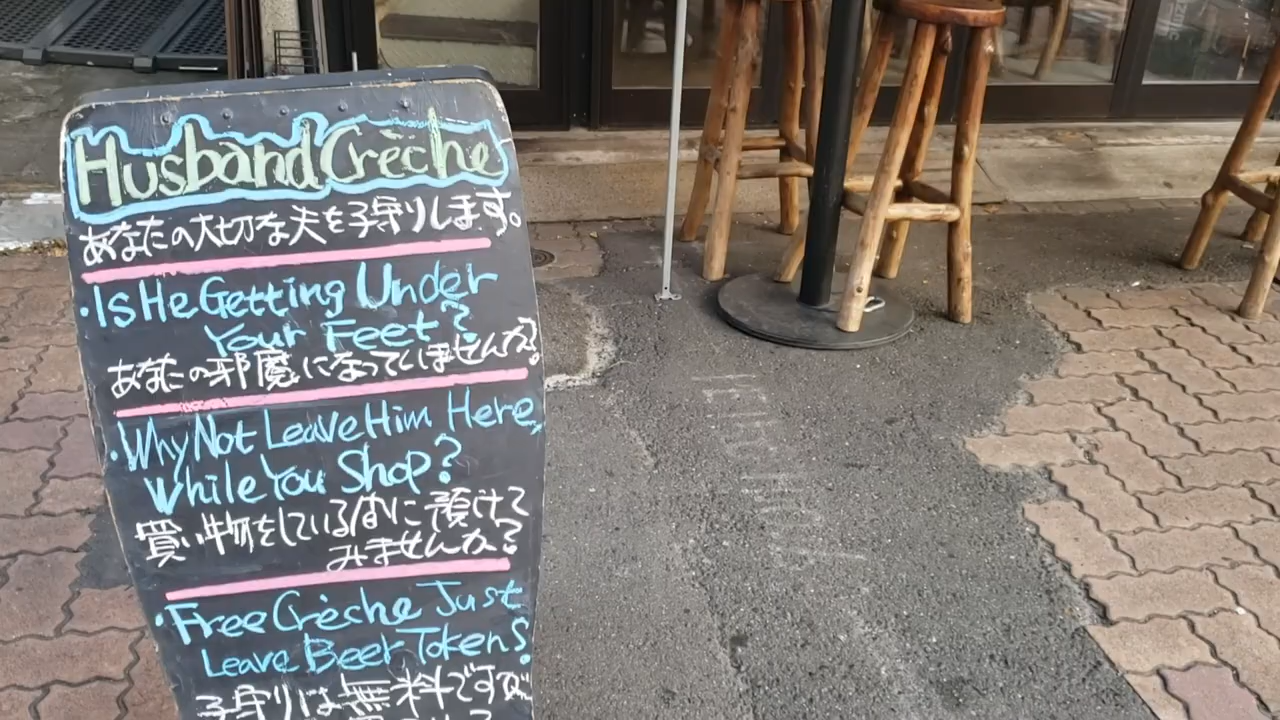 Husband Crèche
あなたの大切な夫を子守りします。
・Is He Getting Under
Your Feet?
あなたの邪魔になっていませんか?
・Why Not Leave Him Here,
While You Shop?
買い物をしている間に預けて
みませんか?
・Free Crèche Just
Leave Beer Tokens.
子守りは無料ですが